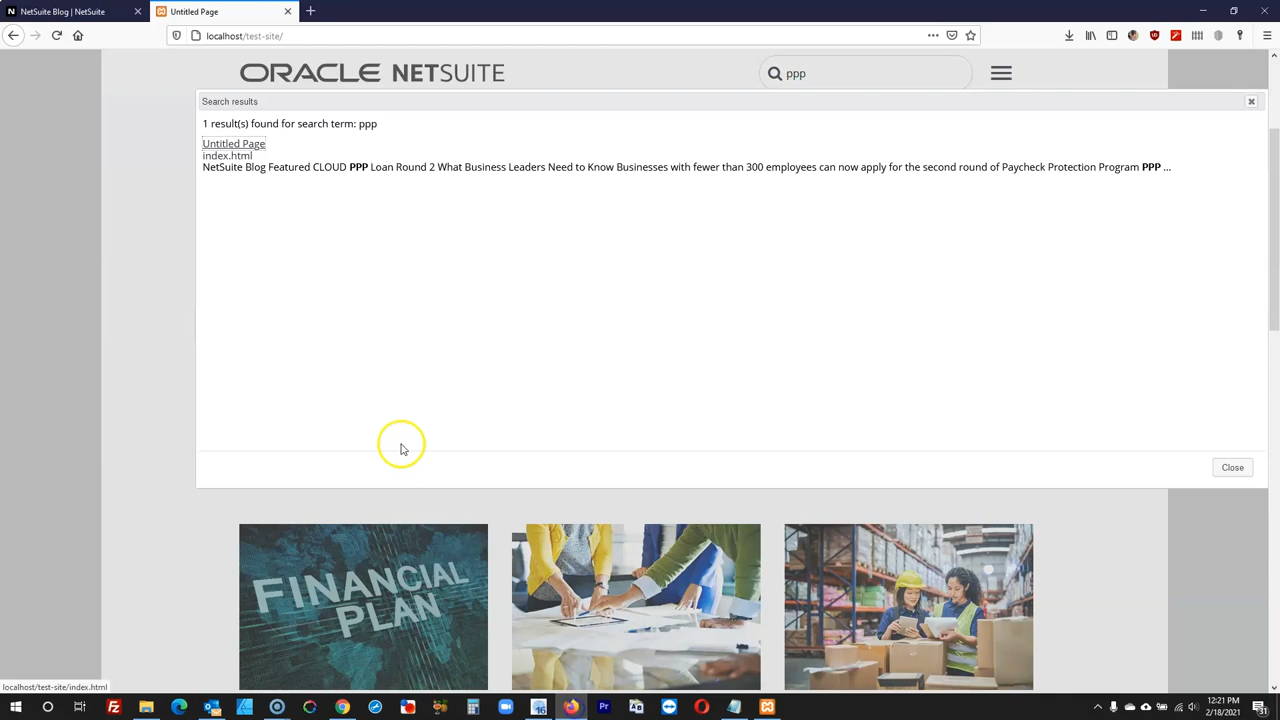 NetSuite Blog | NetSuite
Untitled Page
localhost/test-site/
ORACLE NETSUITE
ppp
Search results
1 result(s) found for search term: ppp
Untitled Page
index.html
NetSuite Blog Featured CLOUD PPP Loan Round 2 What Business Leaders Need to Know Businesses with fewer than 300 employees can now apply for the second round of Paycheck Protection Program PPP ...
Close
FINANCIAL
PLAN
localhost/test-site/index.html
12:21 PM
2/18/2021